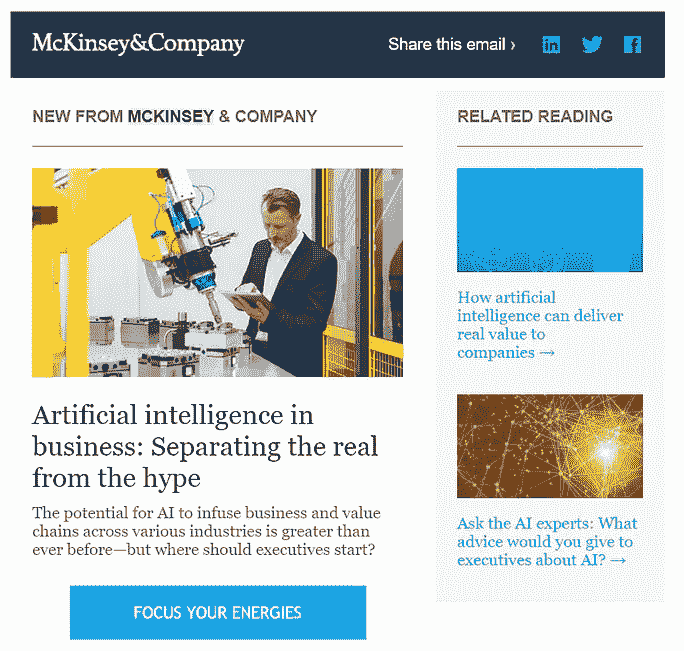 McKinsey&Company
Share this email ›
NEW FROM MCKINSEY & COMPANY
Artificial intelligence in
business: Separating the real
from the hype
The potential for AI to infuse business and value
chains across various industries is greater than
ever before—but where should executives start?
FOCUS YOUR ENERGIES
RELATED READING
How artificial
intelligence can deliver
real value to
companies →
Ask the AI experts: What
advice would you give to
executives about AI? →